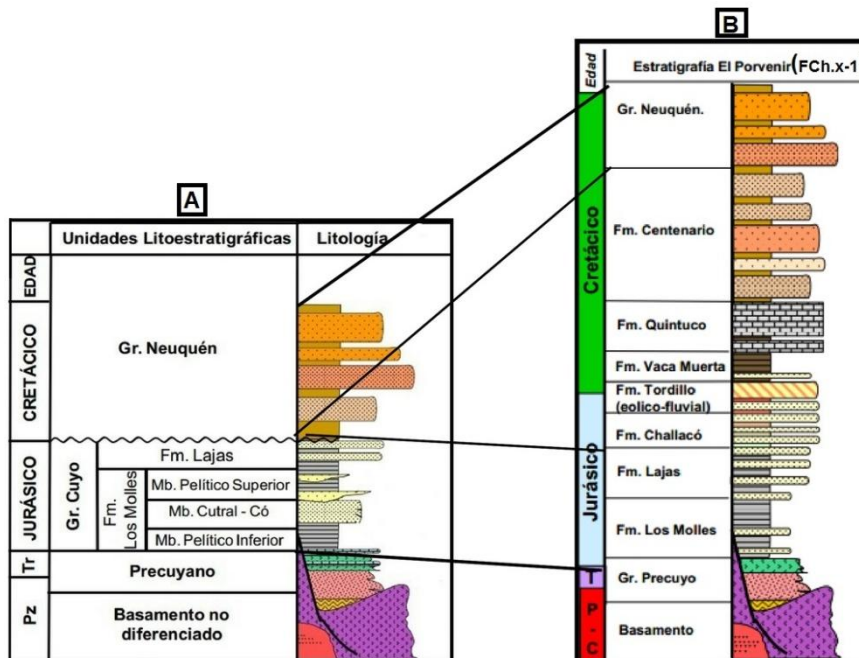 B
Edad
Estratigrafía El Porvenir(FCh.x-1
Cretácico
Gr. Neuquén.
Fm. Centenario
Fm. Quintuco
Fm. Vaca Muerta
Fm. Tordillo
(eolico-fluvial)
Jurásico
Fm. Challacó
Fm. Lajas
Fm. Los Molles
T
Gr. Precuyo
P - C
Basamento
A
Unidades Litoestratigráficas
Litología
EDAD
CRETÁCICO
Gr. Neuquén
JURÁSICO
Gr. Cuyo
Fm. Lajas
Fm.
Los Molles
Mb. Pelítico Superior
Mb. Cutral - Có
Mb. Pelítico Inferior
Tr
Precuyano
Pz
Basamento no
diferenciado